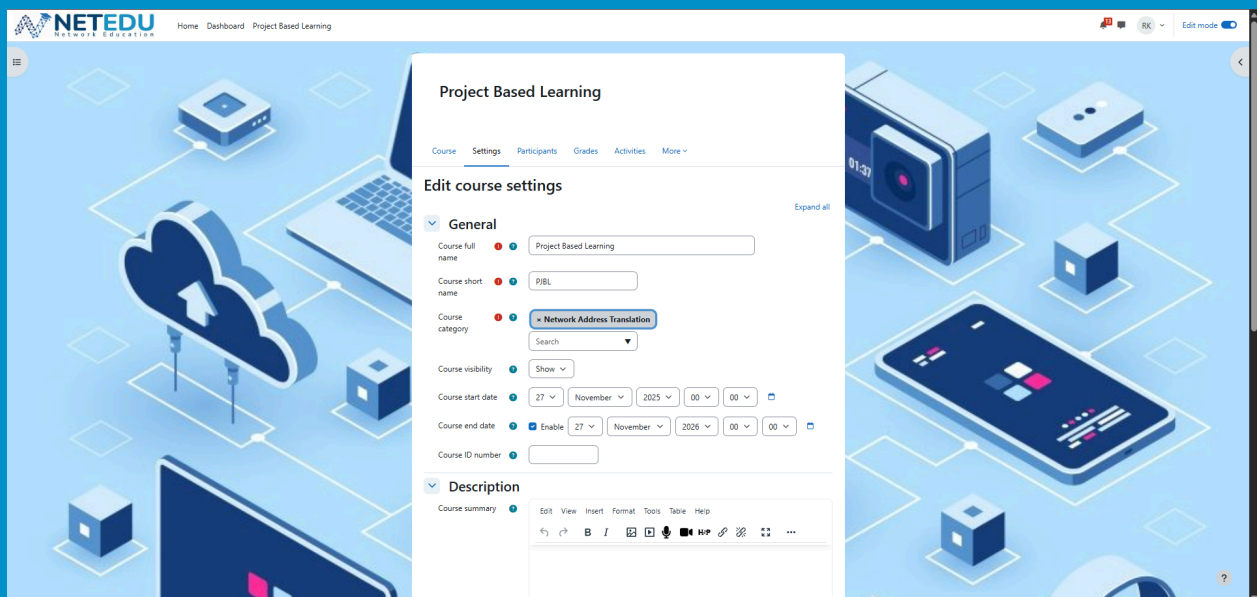 NETEDU
Network Education
Home Dashboard Project Based Learning
13
RK
Edit mode
Project Based Learning
Course Settings Participants Grades Activities More
Edit course settings
Expand all
General
Course full name
Project Based Learning
Course short name
PJBL
Course category
× Network Address Translation
Search
Course visibility
Show
Course start date
27 November 2025 00 00
Course end date
Enable 27 November 2026 00 00
Course ID number
Description
Course summary
Edit View Insert Format Tools Table Help
B I H5P
01:37
?